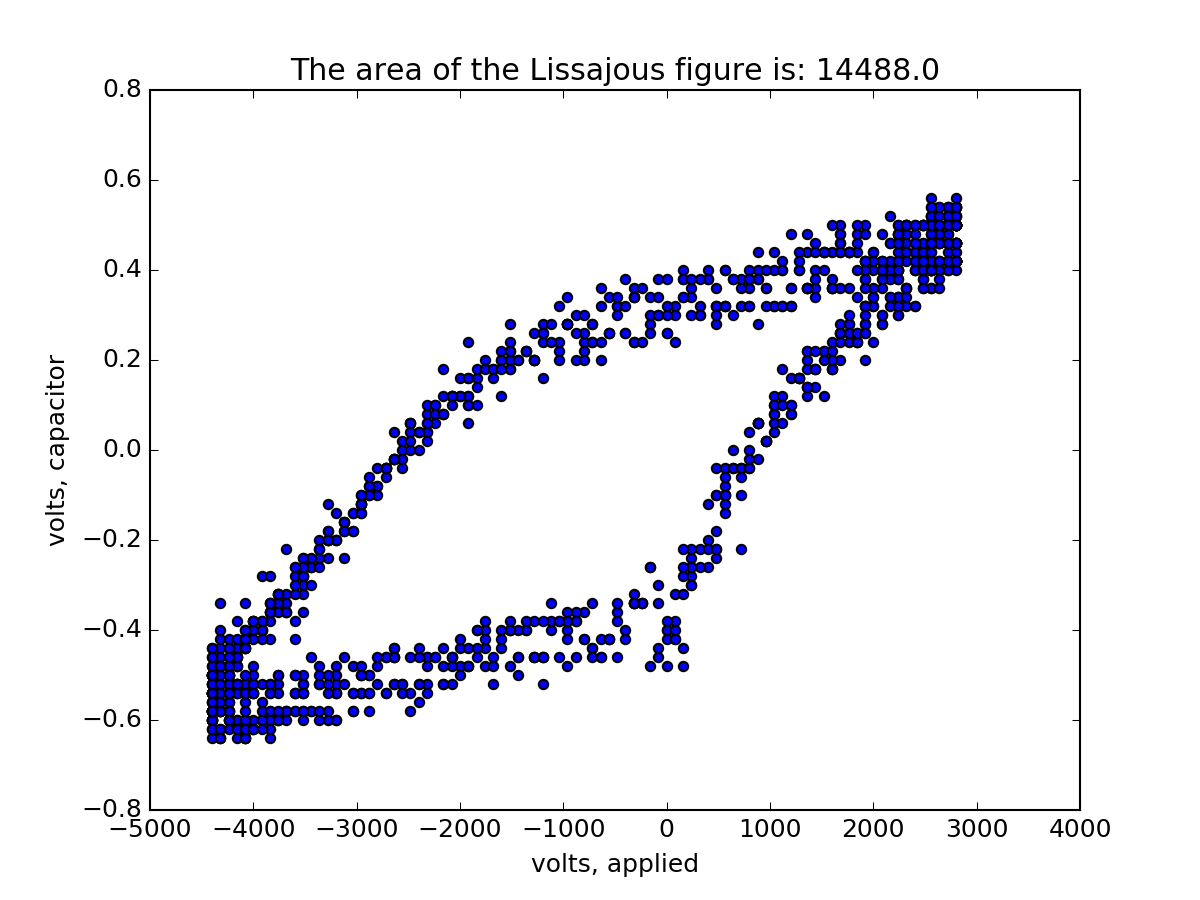 The area of the Lissajous figure is: 14488.0
0.8
0.6
0.4
0.2
0.0
−0.2
−0.4
−0.6
−0.8
volts, capacitor
−5000 −4000 −3000 −2000 −1000 0 1000 2000 3000 4000
volts, applied